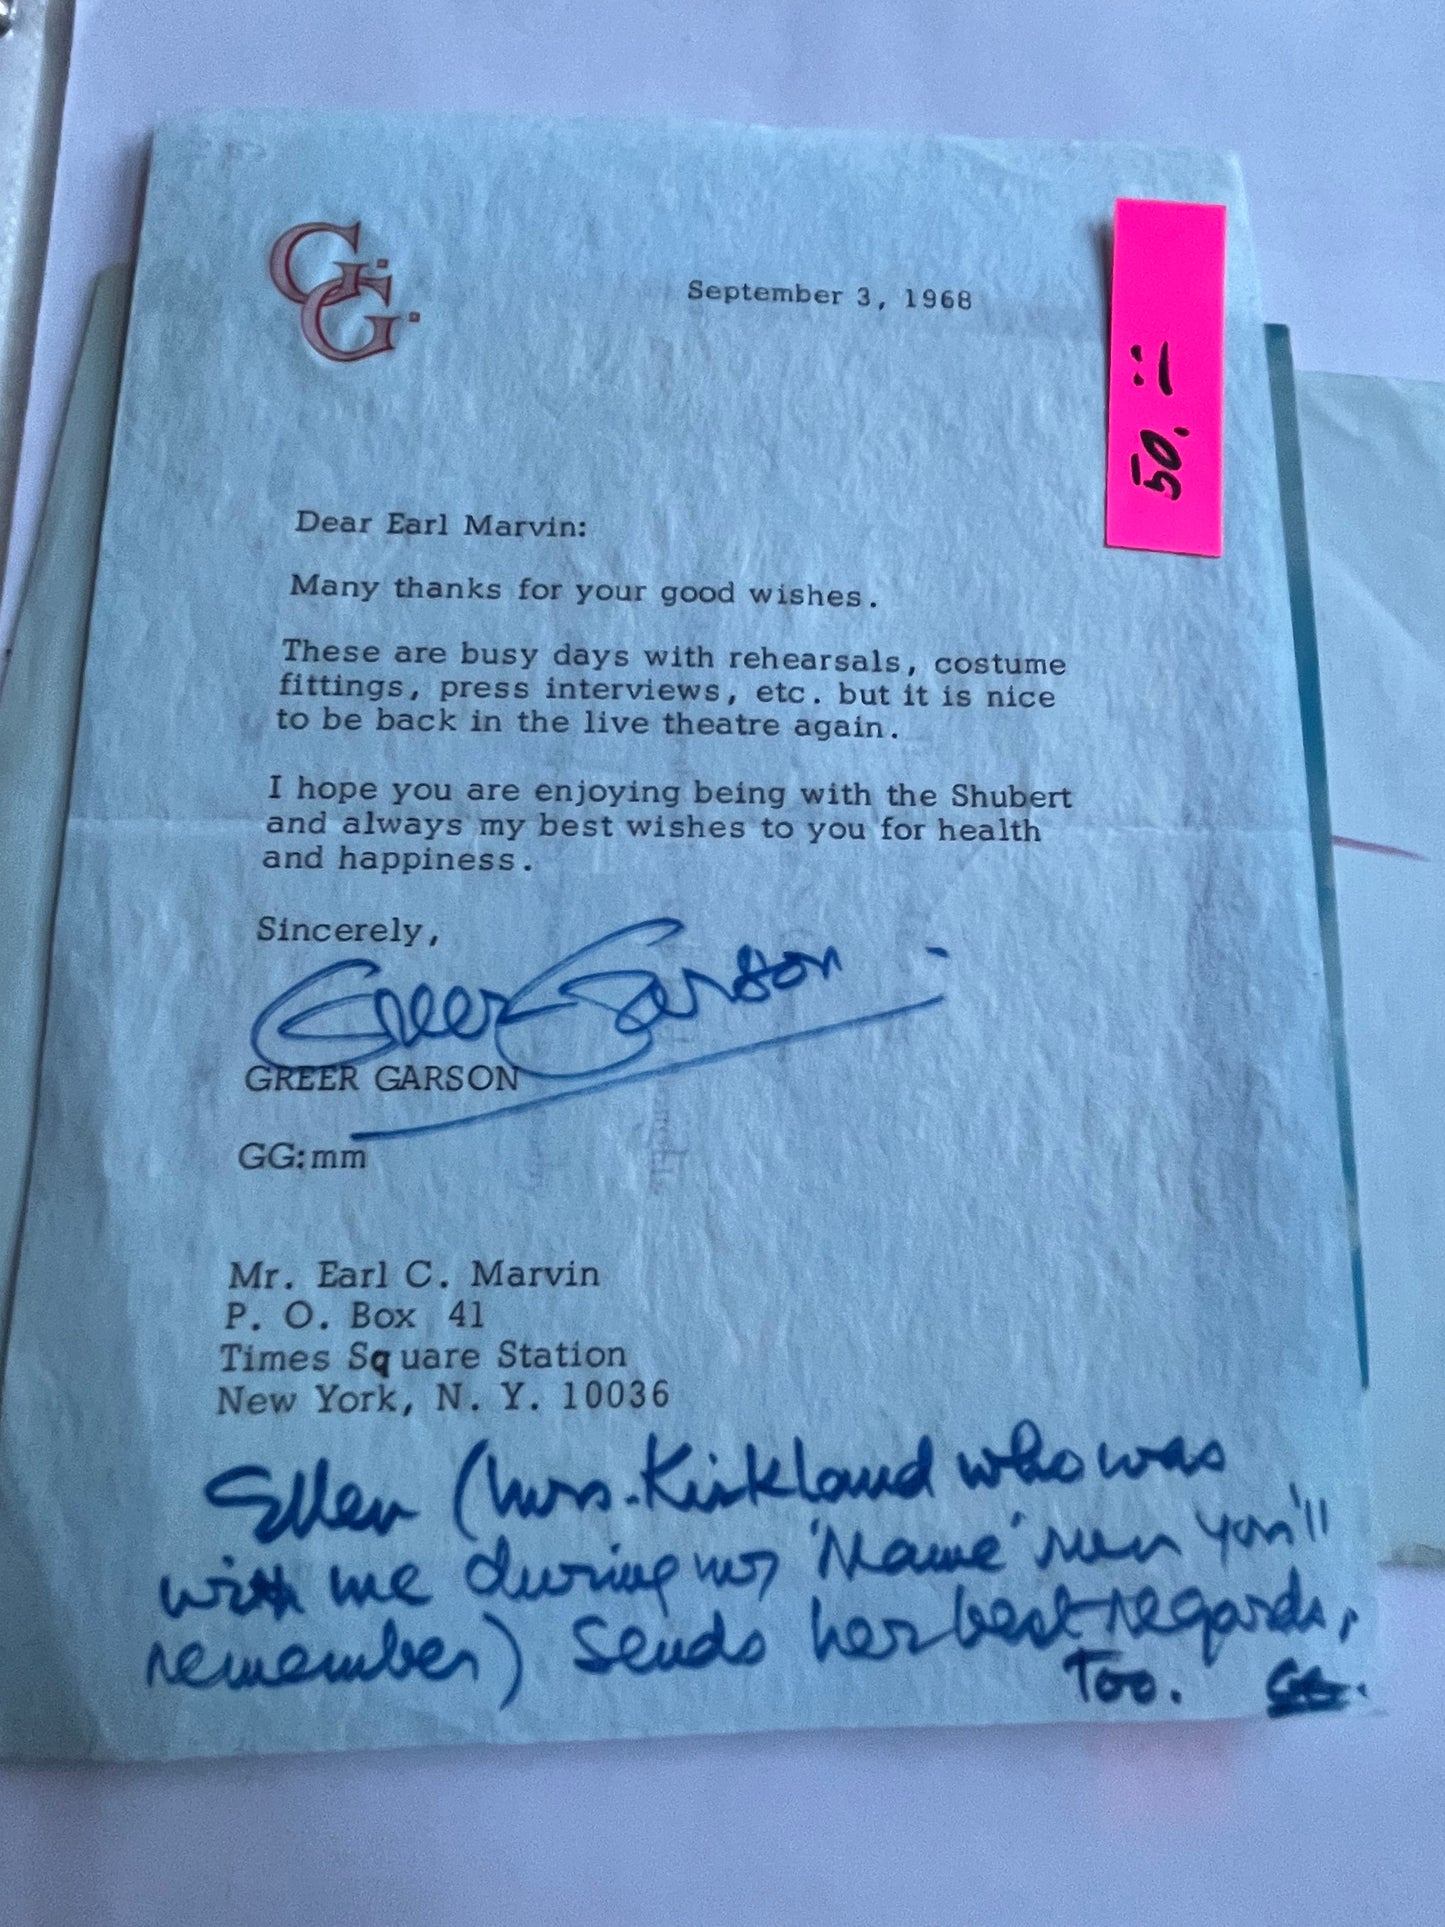 G.G.
September 3, 1968
50.-
Dear Earl Marvin:
Many thanks for your good wishes.
These are busy days with rehearsals, costume
fittings, press interviews, etc. but it is nice
to be back in the live theatre again.
I hope you are enjoying being with the Shubert
and always my best wishes to you for health
and happiness.
Sincerely,
Greer Garson
GREER GARSON
GG:mm
Mr. Earl C. Marvin
P. O. Box 41
Times Square Station
New York, N. Y. 10036
Ellen (Mrs. Kirkland who was
with me during my 'Mame' run you'll
remember) sends her best regards,
Too. GG.